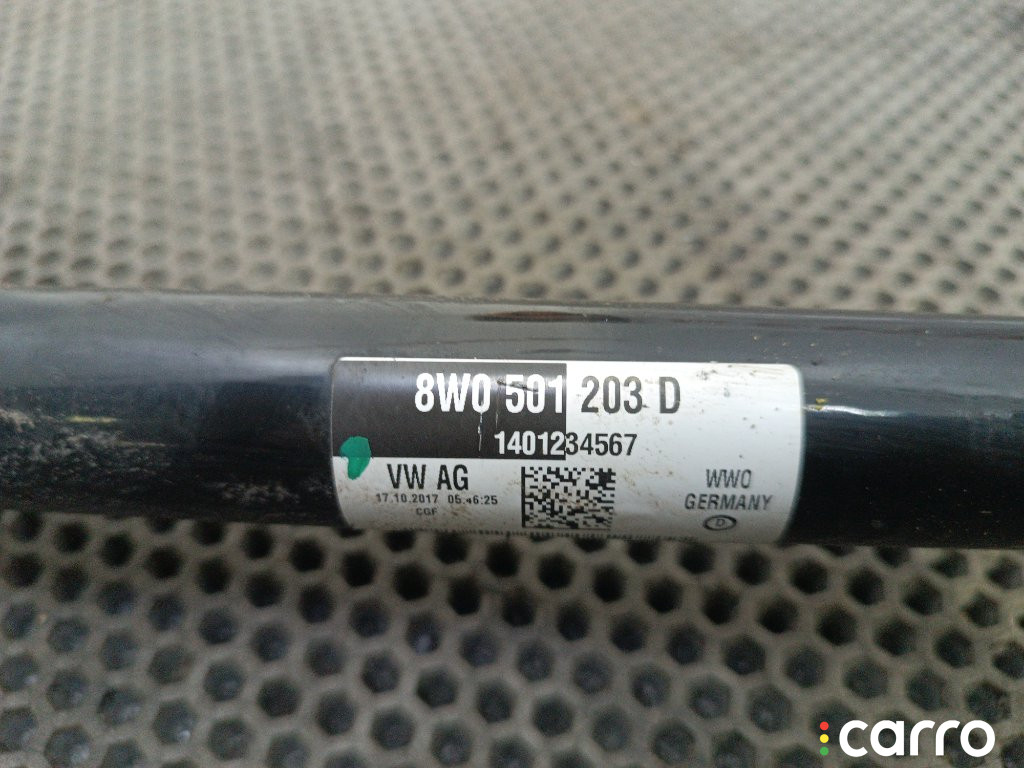 8W0 501 203 D
1401234567
VW AG
17.10.2017 05:46:25
CGF
WWO
GERMANY
D
carro